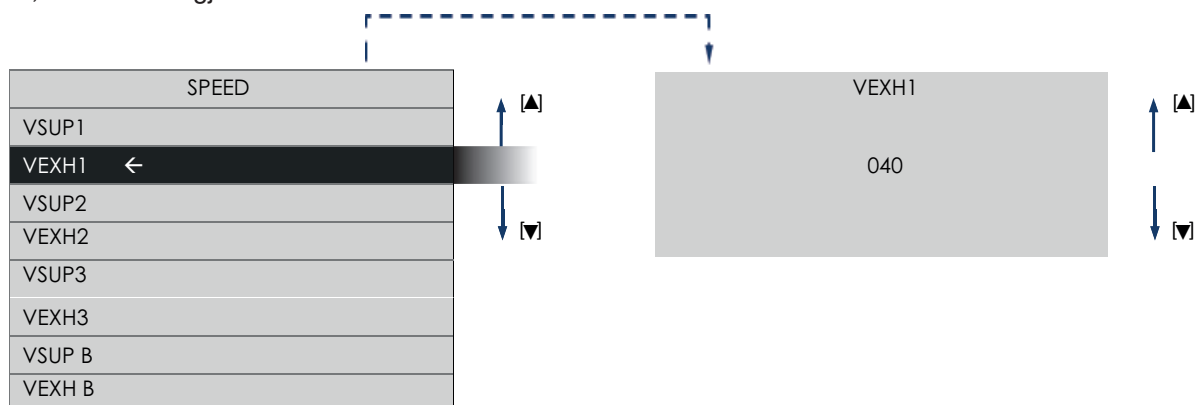 SPEED
VSUP1
VEXH1 ←
VSUP2
VEXH2
VSUP3
VEXH3
VSUP B
VEXH B
[▲]
[▼]
VEXH1
040
[▲]
[▼]